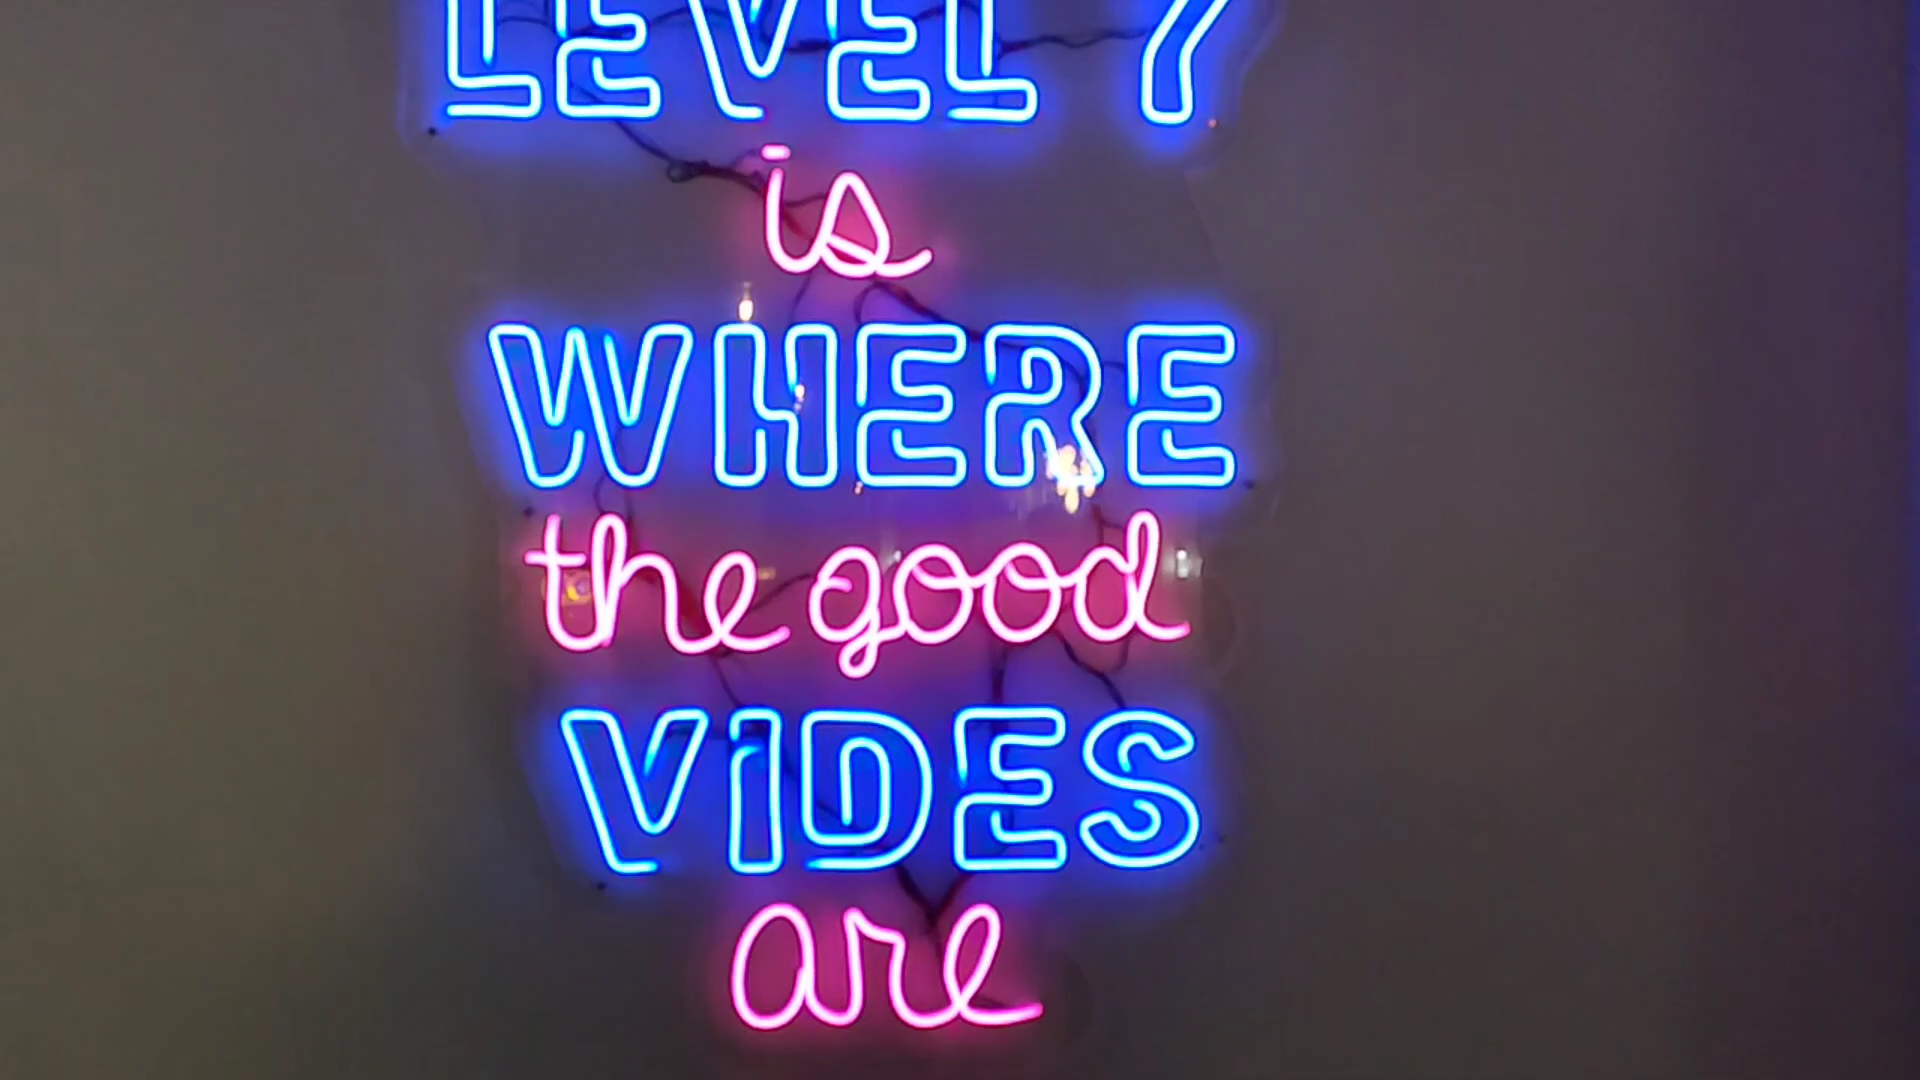 LEVEL 7
is
WHERE
the good
VIDES
are